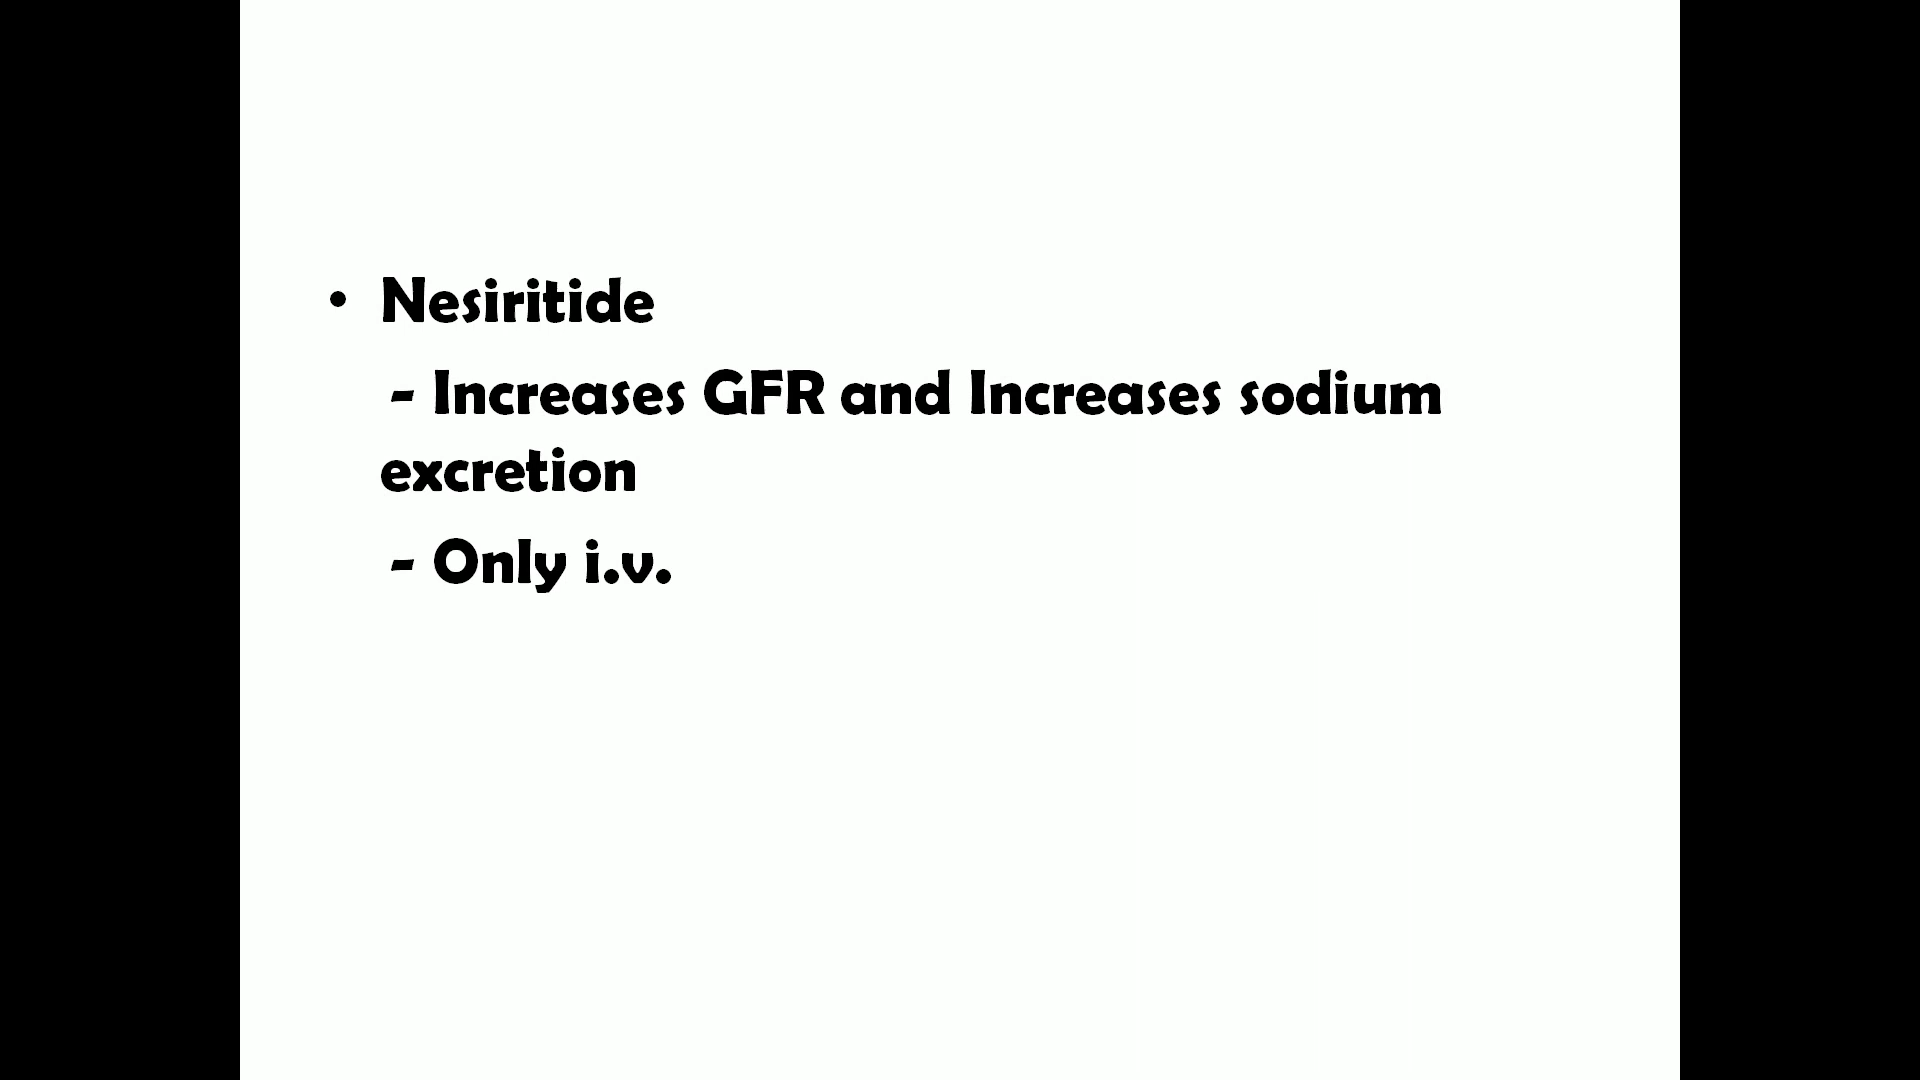 • Nesiritide
- Increases GFR and Increases sodium
excretion
- Only i.v.